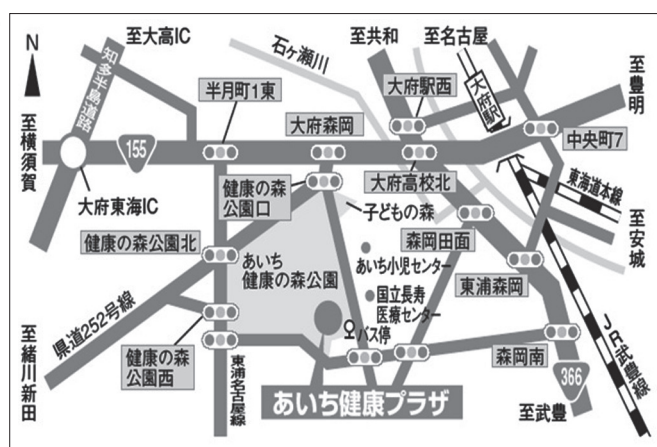 N
至大高IC
石ヶ瀬川
至共和
至名古屋
知多半島道路
半月町1東
大府駅西
大府駅
至豊明
至横須賀
155
大府森岡
中央町7
大府高校北
大府東海IC
健康の森
公園口
子どもの森
東海道本線
森岡田面
至安城
健康の森公園北
あいち
健康の森公園
あいち小児センター
東浦森岡
国立長寿
医療センター
県道252号線
バス停
JR武豊線
至緒川新田
健康の森
公園西
東浦名古屋線
森岡南
366
あいち健康プラザ
至武豊